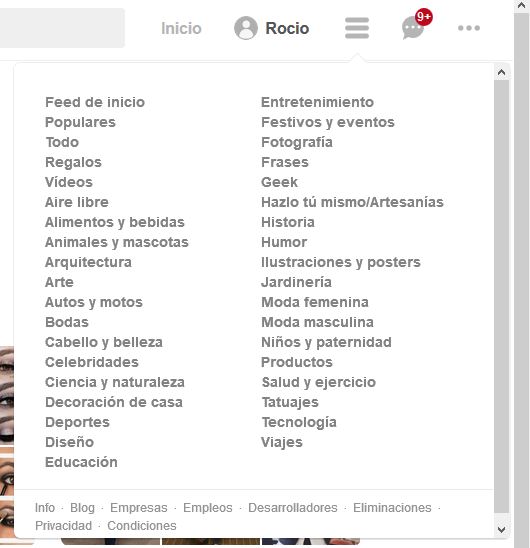 Inicio Rocio 9+
Feed de inicio
Populares
Todo
Regalos
Vídeos
Aire libre
Alimentos y bebidas
Animales y mascotas
Arquitectura
Arte
Autos y motos
Bodas
Cabello y belleza
Celebridades
Ciencia y naturaleza
Decoración de casa
Deportes
Diseño
Educación
Entretenimiento
Festivos y eventos
Fotografía
Frases
Geek
Hazlo tú mismo/Artesanías
Historia
Humor
Ilustraciones y posters
Jardinería
Moda femenina
Moda masculina
Niños y paternidad
Productos
Salud y ejercicio
Tatuajes
Tecnología
Viajes
Info · Blog · Empresas · Empleos · Desarrolladores · Eliminaciones ·
Privacidad · Condiciones